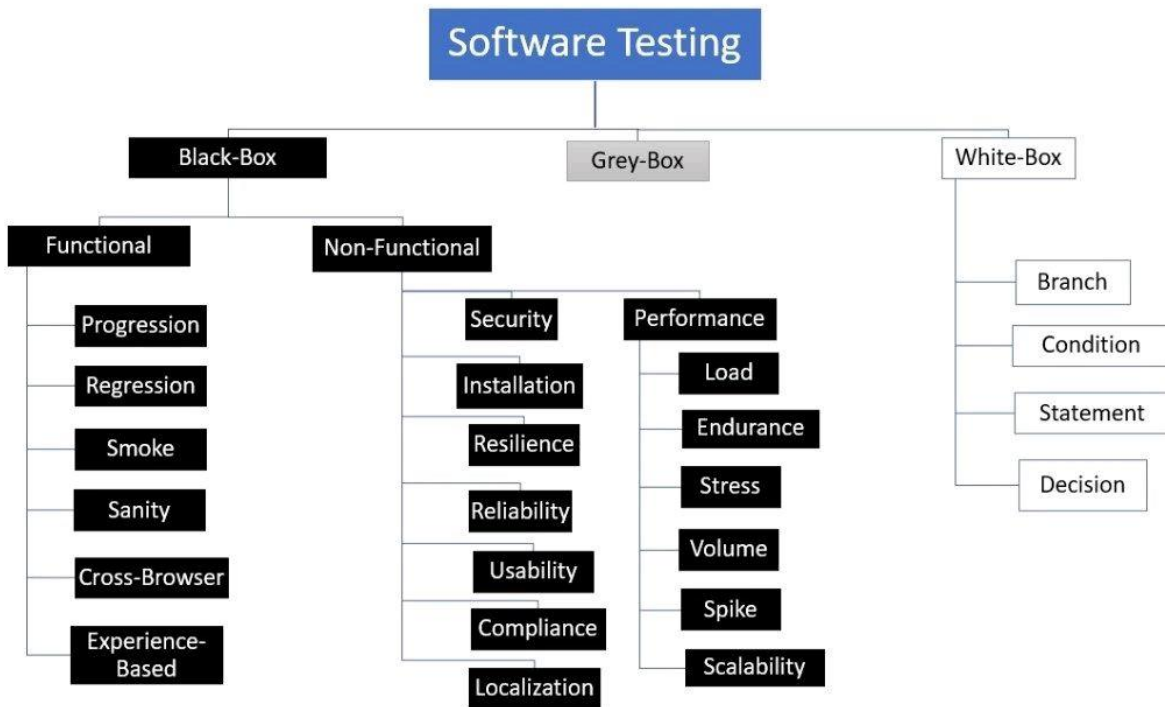 Software Testing
Black-Box
Grey-Box
White-Box
Functional
Non-Functional
Progression
Regression
Smoke
Sanity
Cross-Browser
Experience-
Based
Security
Installation
Resilience
Reliability
Usability
Compliance
Localization
Performance
Load
Endurance
Stress
Volume
Spike
Scalability
Branch
Condition
Statement
Decision